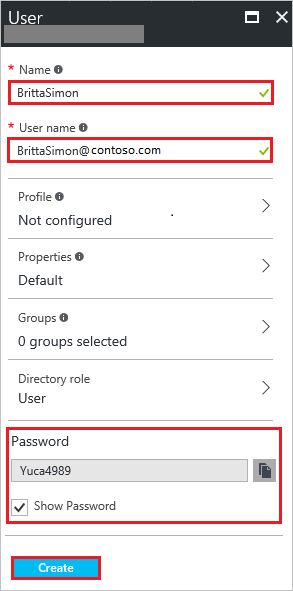 User
* Name
BrittaSimon
* User name
BrittaSimon@contoso.com
Profile
Not configured
Properties
Default
Groups
0 groups selected
Directory role
User
Password
Yuca4989
Show Password
Create